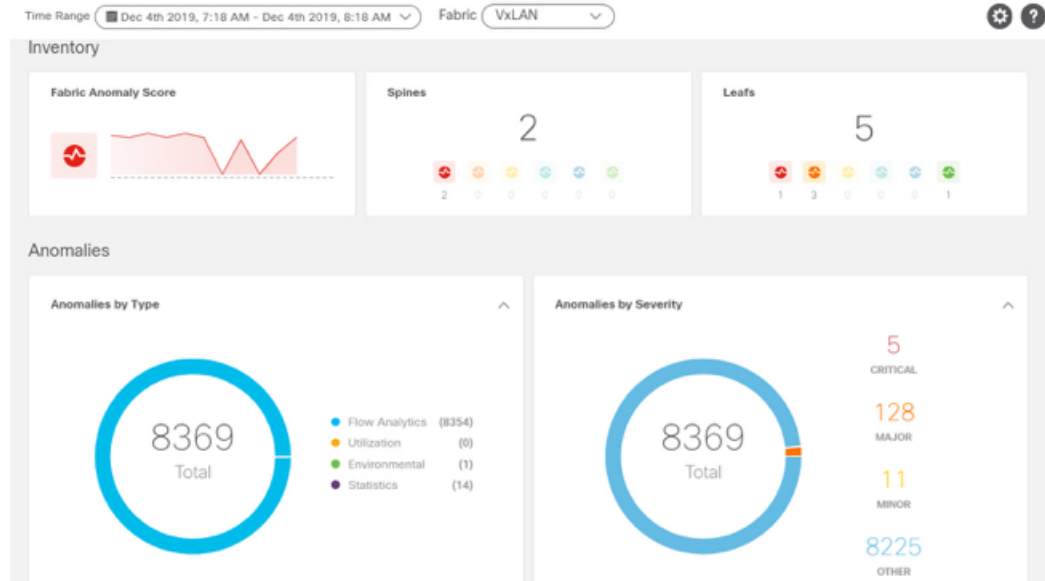 Time Range Dec 4th 2019, 7:18 AM - Dec 4th 2019, 8:18 AM Fabric VxLAN
Inventory
Fabric Anomaly Score
Spines
2
2 0 0 0 0 0
Leafs
5
1 3 0 0 0 1
Anomalies
Anomalies by Type
8369
Total
Flow Analytics (8354)
Utilization (0)
Environmental (1)
Statistics (14)
Anomalies by Severity
8369
Total
5
CRITICAL
128
MAJOR
11
MINOR
8225
OTHER